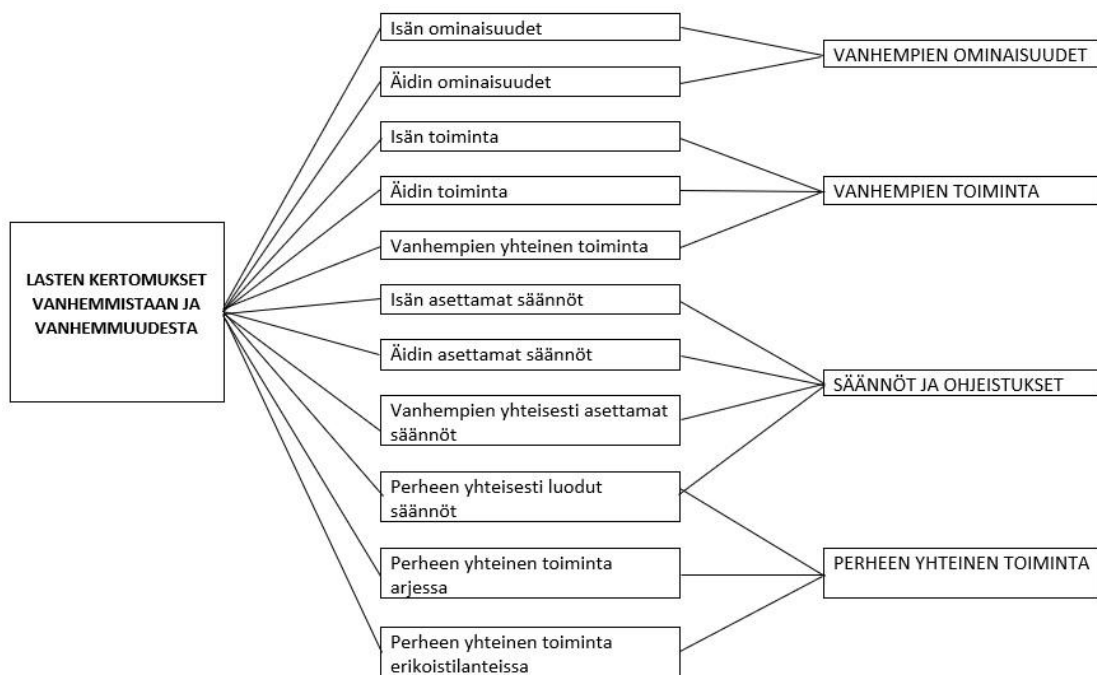 LASTEN KERTOMUKSET
VANHEMMISTAAN JA
VANHEMMUUDESTA
Isän ominaisuudet
Äidin ominaisuudet
Isän toiminta
Äidin toiminta
Vanhempien yhteinen toiminta
Isän asettamat säännöt
Äidin asettamat säännöt
Vanhempien yhteisesti asettamat
säännöt
Perheen yhteisesti luodut
säännöt
Perheen yhteinen toiminta
arjessa
Perheen yhteinen toiminta
erikoistilanteissa
VANHEMPIEN OMINAISUUDET
VANHEMPIEN TOIMINTA
SÄÄNNÖT JA OHJEISTUKSET
PERHEEN YHTEINEN TOIMINTA